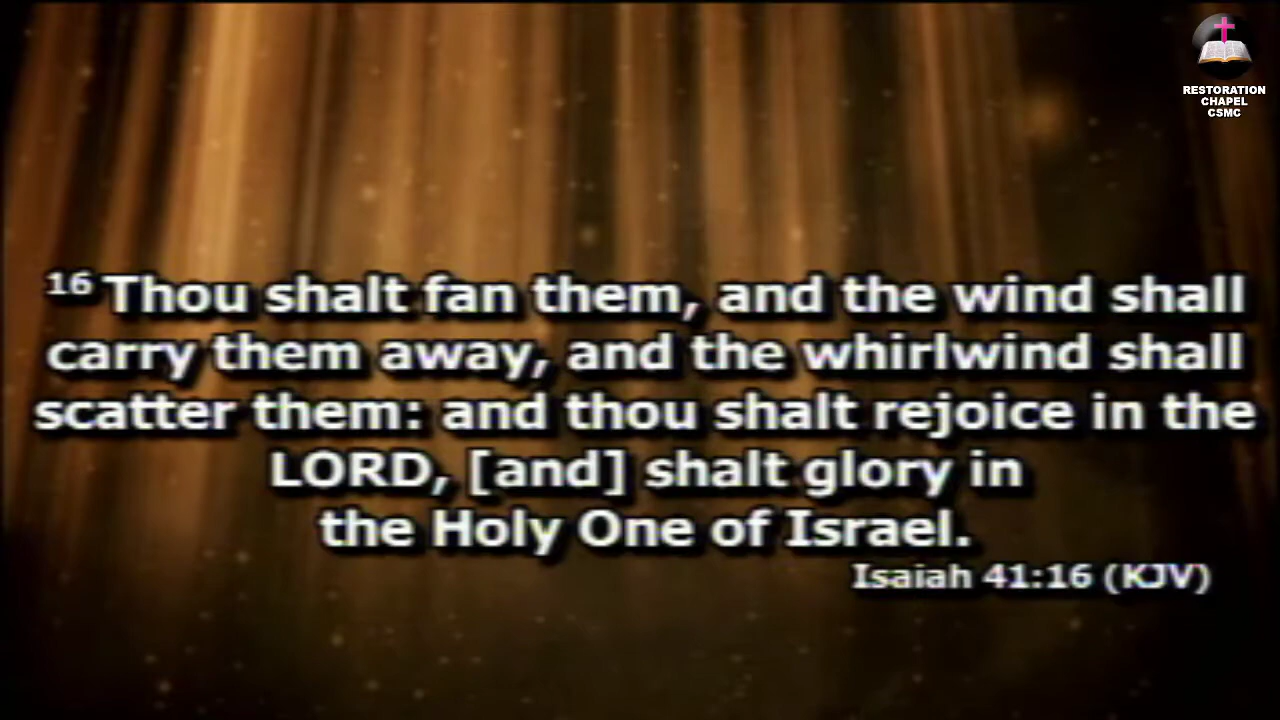 RESTORATION
CHAPEL
CSMC
16 Thou shalt fan them, and the wind shall
carry them away, and the whirlwind shall
scatter them: and thou shalt rejoice in the
LORD, [and] shalt glory in
the Holy One of Israel.
Isaiah 41:16 (KJV)